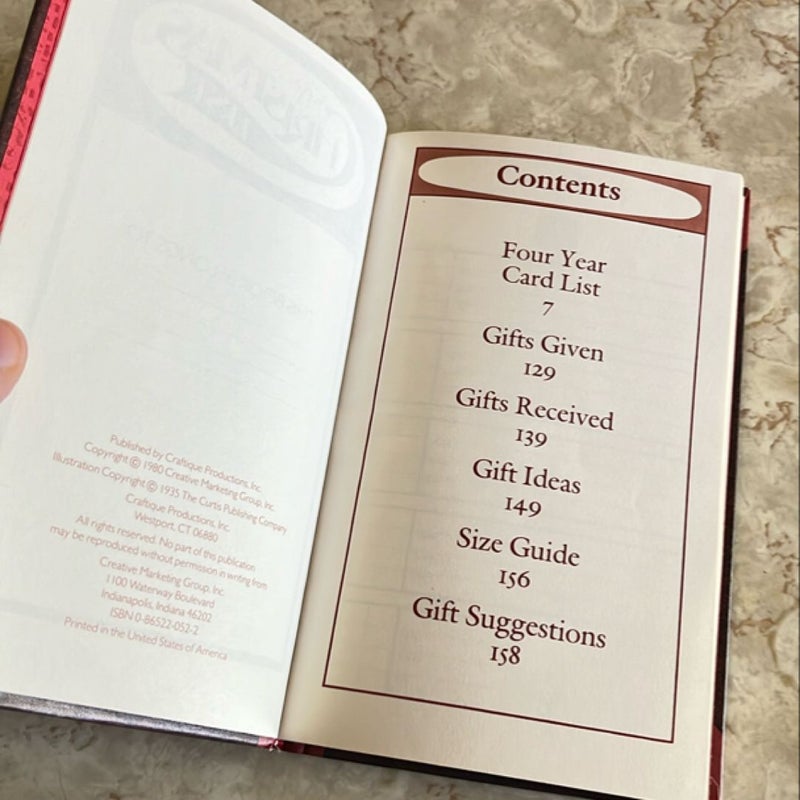 Published by Craftique Productions, Inc.
Copyright © 1980 Creative Marketing Group, Inc.
Illustration Copyright © 1935 The Curtis Publishing Company
Craftique Productions, Inc.
Westport, CT 06880
All rights reserved. No part of this publication
may be reproduced without permission in writing from
Creative Marketing Group, Inc.
1100 Waterway Boulevard
Indianapolis, Indiana 46202
ISBN 0-86522-052-2
Printed in the United States of America
Contents
Four Year
Card List
7
Gifts Given
129
Gifts Received
139
Gift Ideas
149
Size Guide
156
Gift Suggestions
158